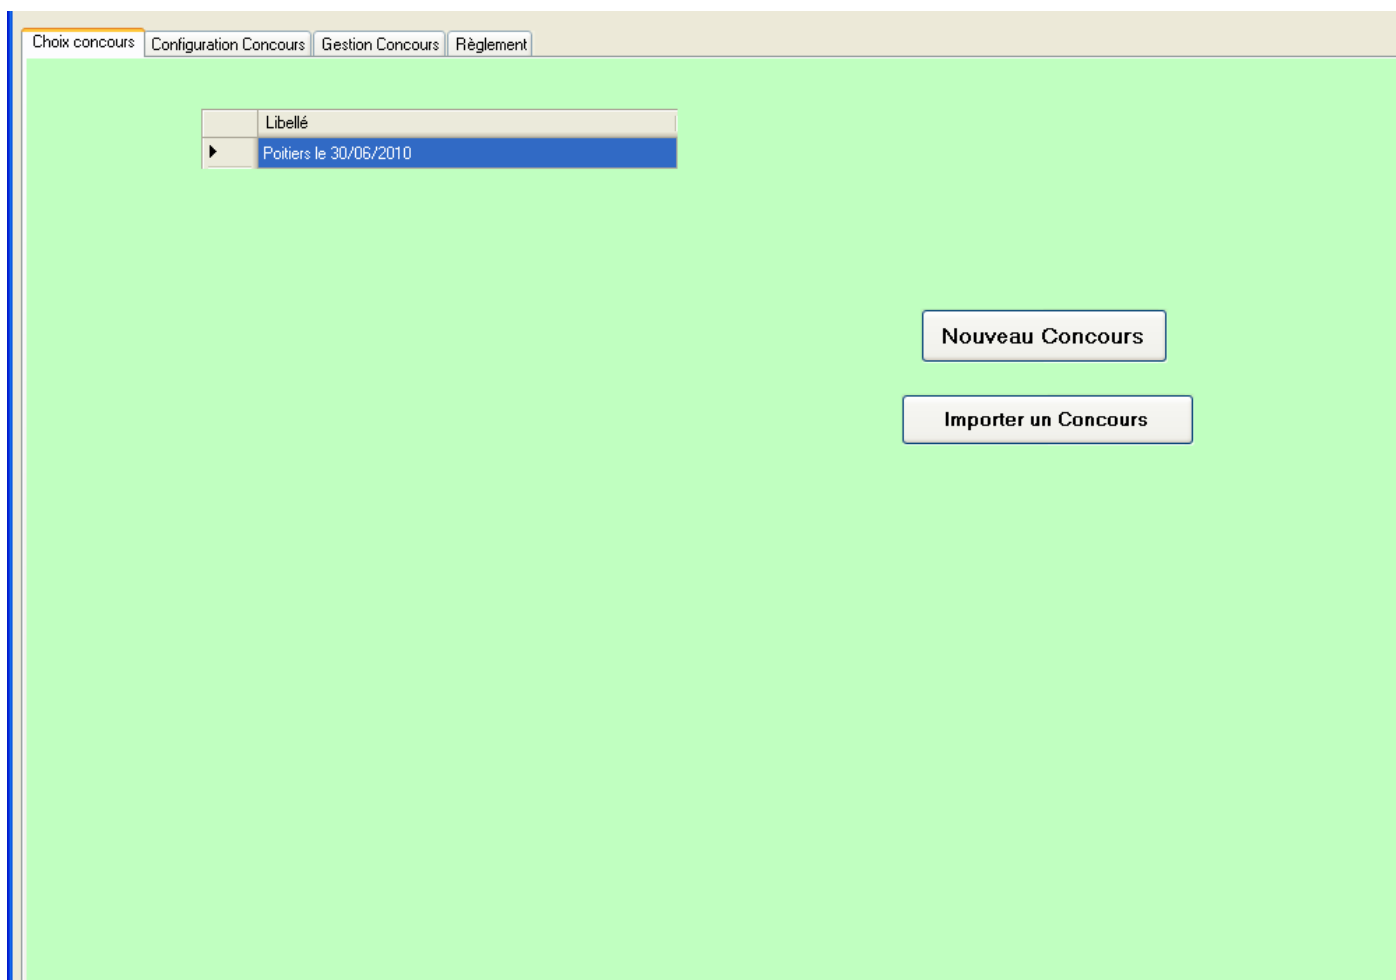 Choix concours Configuration Concours Gestion Concours Règlement
Libellé
Poitiers le 30/06/2010
Nouveau Concours
Importer un Concours